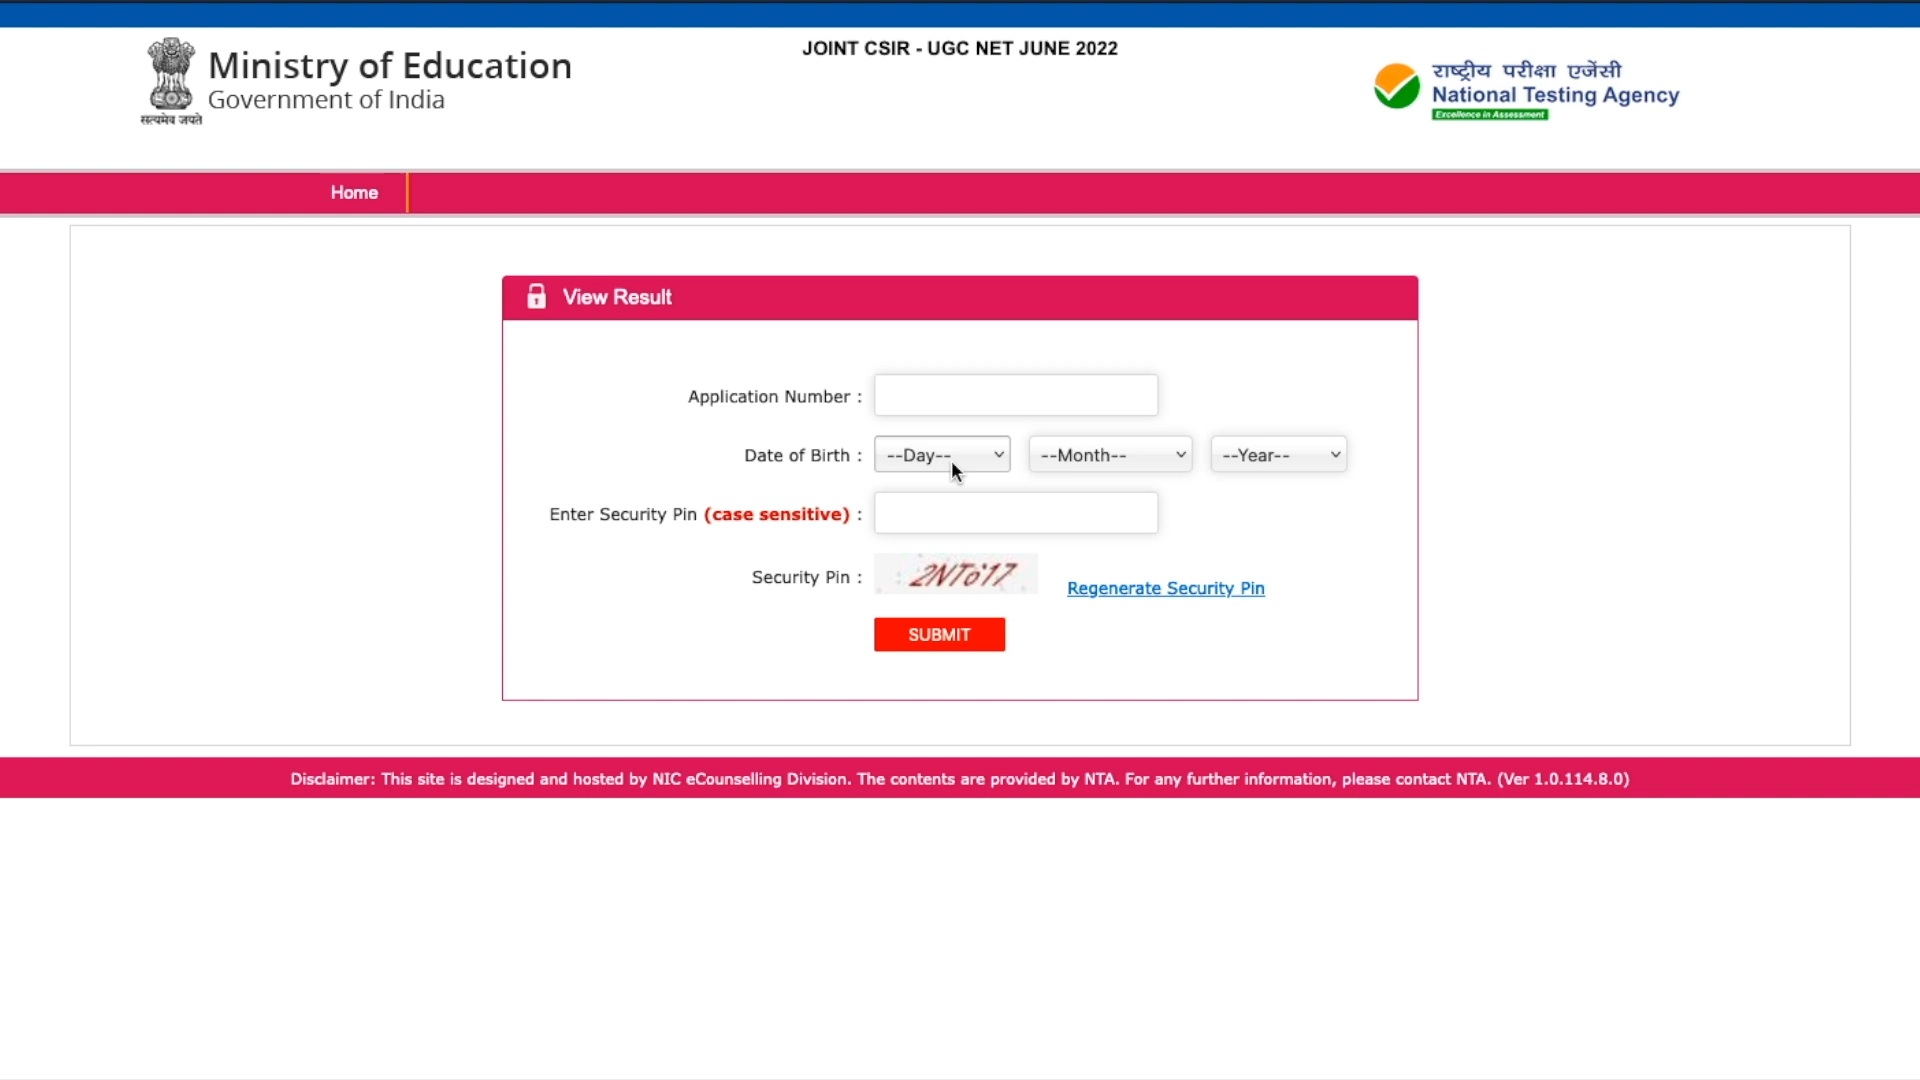 JOINT CSIR - UGC NET JUNE 2022
Ministry of Education
Government of India
सत्यमेव जयते
राष्ट्रीय परीक्षा एजेंसी
National Testing Agency
Excellence in Assessment
Home
View Result
Application Number :
Date of Birth : --Day-- --Month-- --Year--
Enter Security Pin (case sensitive) :
Security Pin : Regenerate Security Pin
SUBMIT
Disclaimer: This site is designed and hosted by NIC eCounselling Division. The contents are provided by NTA. For any further information, please contact NTA. (Ver 1.0.114.8.0)